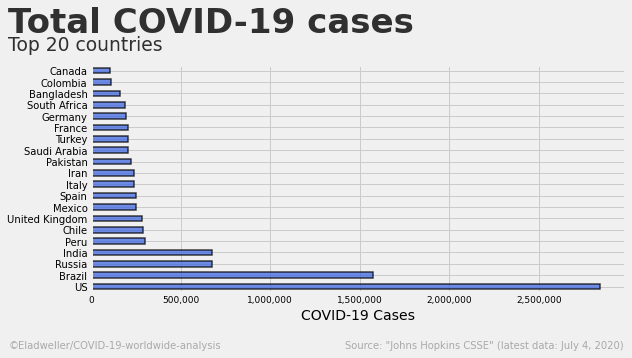 Total COVID-19 cases
Top 20 countries
Canada
Colombia
Bangladesh
South Africa
Germany
France
Turkey
Saudi Arabia
Pakistan
Iran
Italy
Spain
Mexico
United Kingdom
Chile
Peru
India
Russia
Brazil
US
0 500,000 1,000,000 1,500,000 2,000,000 2,500,000
COVID-19 Cases
©Eladweller/COVID-19-worldwide-analysis
Source: "Johns Hopkins CSSE" (latest data: July 4, 2020)